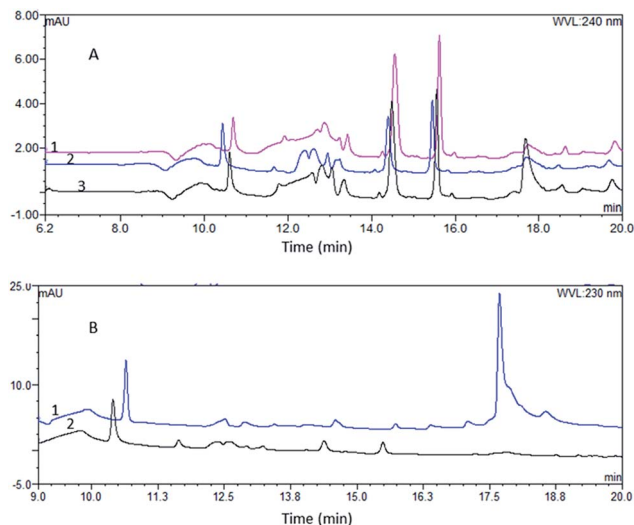 8.00
mAU
WVL:240 nm
A
6.00
4.00
2.00
1
2
3
-1.00
min
6.2 8.0 10.0 12.0 14.0 16.0 18.0 20.0
Time (min)
25.0
mAU
WVL:230 nm
B
10.0
1
2
-5.0
min
9.0 10.0 11.3 12.5 13.8 15.0 16.3 17.5 18.8 20.0
Time (min)